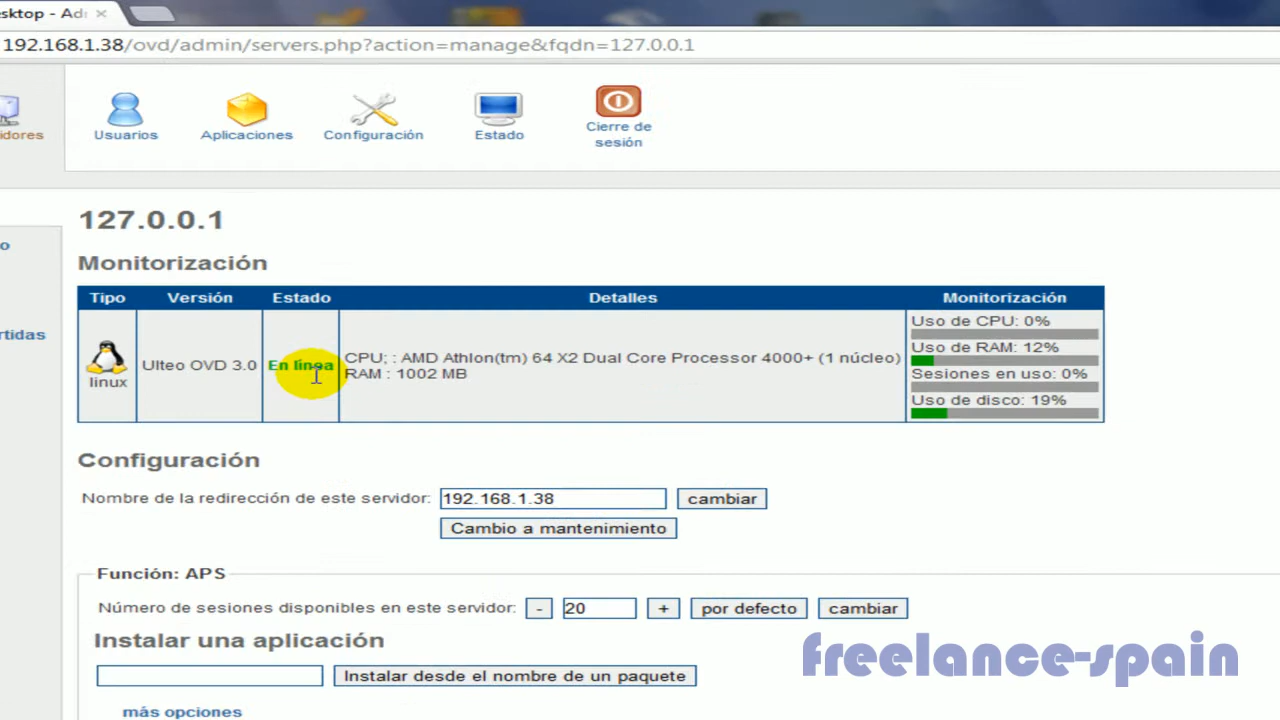 esktop - Adi ×
192.168.1.38/ovd/admin/servers.php?action=manage&fqdn=127.0.0.1
idores
Usuarios
Aplicaciones
Configuración
Estado
Cierre de
sesión
127.0.0.1
o
Monitorización
Tipo Versión Estado Detalles Monitorización
rtidas
linux
Ulteo OVD 3.0
En línea
CPU; : AMD Athlon(tm) 64 X2 Dual Core Processor 4000+ (1 núcleo)
RAM : 1002 MB
Uso de CPU: 0%
Uso de RAM: 12%
Sesiones en uso: 0%
Uso de disco: 19%
Configuración
Nombre de la redirección de este servidor: 192.168.1.38 cambiar
Cambio a mantenimiento
Función: APS
Número de sesiones disponibles en este servidor: - 20 + por defecto cambiar
Instalar una aplicación
Instalar desde el nombre de un paquete
más opciones
freelance-spain